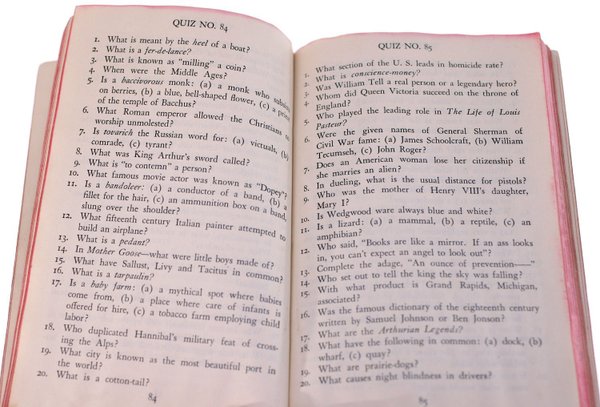 QUIZ NO. 84
1. What is meant by the heel of a boat?
2. What is a fer-de-lance?
3. What is known as "milling" a coin?
4. When were the Middle Ages?
5. Is a baccivorous monk: (a) a monk who subsists
on berries, (b) a blue, bell-shaped flower, (c) a priest
of the temple of Bacchus?
6. What Roman emperor allowed the Christians to
worship unmolested?
7. Is tovarich the Russian word for: (a) victuals, (b)
comrade, (c) tyrant?
8. What was King Arthur's sword called?
9. What is "to contemn" a person?
10. What famous movie actor was known as "Dopey"?
11. Is a bandoleer: (a) a conductor of a band, (b) a
fillet for the hair, (c) an ammunition box on a band,
slung over the shoulder?
12. What fifteenth century Italian painter attempted to
build an airplane?
13. What is a pedant?
14. In Mother Goose—what were little boys made of?
15. What have Sallust, Livy and Tacitus in common?
16. What is a tarpaulin?
17. Is a baby farm: (a) a mythical spot where babies
come from, (b) a place where care of infants is
offered for hire, (c) a tobacco farm employing child
labor?
18. Who duplicated Hannibal's military feat of cross-
ing the Alps?
19. What city is known as the most beautiful port in
the world?
20. What is a cotton-tail?
84
QUIZ NO. 85
1. What section of the U. S. leads in homicide rate?
2. What is conscience-money?
3. Was William Tell a real person or a legendary hero?
4. Whom did Queen Victoria succeed on the throne of
England?
5. Who played the leading role in The Life of Louis
Pasteur?
6. Were the given names of General Sherman of
Civil War fame: (a) James Schoolcraft, (b) William
Tecumseh, (c) John Roger?
7. Does an American woman lose her citizenship if
she marries an alien?
8. In dueling, what is the usual distance for pistols?
9. Who was the mother of Henry VIII's daughter,
Mary I?
10. Is Wedgwood ware always blue and white?
11. Is a lizard: (a) a mammal, (b) a reptile, (c) an
amphibian?
12. Who said, "Books are like a mirror. If an ass looks
in, you can't expect an angel to look out"?
13. Complete the adage, "An ounce of prevention—"
14. Who set out to tell the king the sky was falling?
15. With what product is Grand Rapids, Michigan,
associated?
16. Was the famous dictionary of the eighteenth century
written by Samuel Johnson or Ben Jonson?
17. What are the Arthurian Legends?
18. What have the following in common: (a) dock, (b)
wharf, (c) quay?
19. What are prairie-dogs?
20. What causes night blindness in drivers?
85